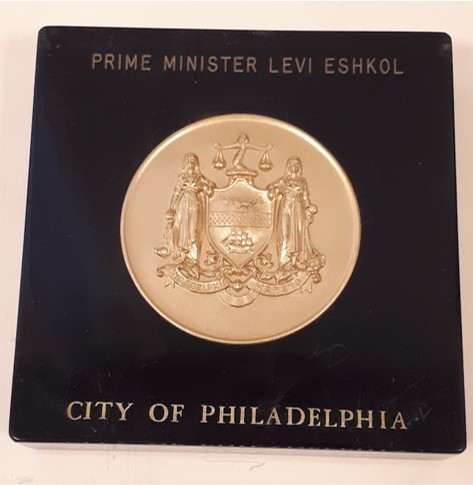 PRIME MINISTER LEVI ESHKOL
CITY OF PHILADELPHIA